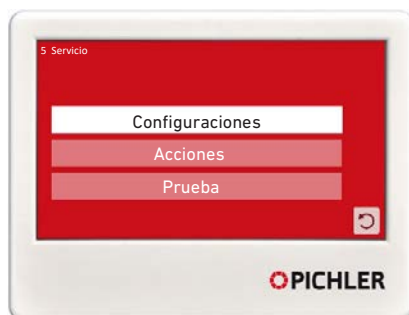 5 Servicio
Configuraciones
Acciones
Prueba
PICHLER